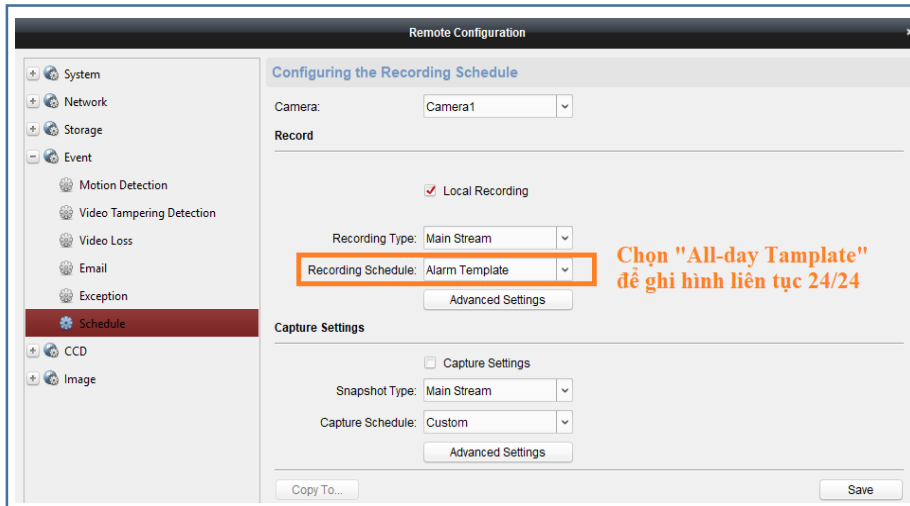 Remote Configuration
System
Network
Storage
Event
Motion Detection
Video Tampering Detection
Video Loss
Email
Exception
Schedule
CCD
Image
Configuring the Recording Schedule
Camera: Camera1
Record
Local Recording
Recording Type: Main Stream
Recording Schedule: Alarm Template
Advanced Settings
Chọn "All-day Tamplate"
để ghi hình liên tục 24/24
Capture Settings
Capture Settings
Snapshot Type: Main Stream
Capture Schedule: Custom
Advanced Settings
Copy To... Save